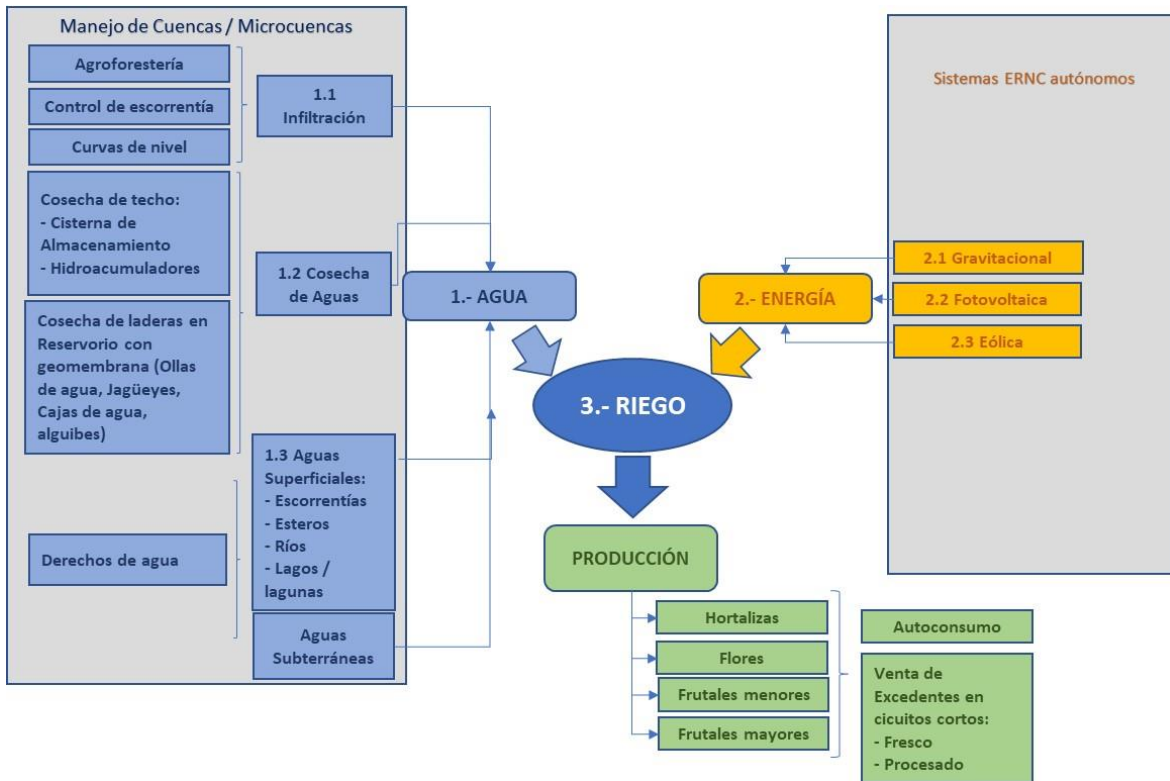 Manejo de Cuencas / Microcuencas
Agroforestería
Control de escorrentía
Curvas de nivel
1.1
Infiltración
Cosecha de techo:
- Cisterna de
Almacenamiento
- Hidroacumuladores
Cosecha de laderas en
Reservorio con
geomembrana (Ollas
de agua, Jagüeyes,
Cajas de agua,
alguibes)
1.2 Cosecha
de Aguas
Derechos de agua
1.3 Aguas
Superficiales:
- Escorrentías
- Esteros
- Ríos
- Lagos /
lagunas
Aguas
Subterráneas
1.- AGUA
2.- ENERGÍA
Sistemas ERNC autónomos
2.1 Gravitacional
2.2 Fotovoltaica
2.3 Eólica
3.- RIEGO
PRODUCCIÓN
Hortalizas
Flores
Frutales menores
Frutales mayores
Autoconsumo
Venta de
Excedentes en
cicuitos cortos:
- Fresco
- Procesado